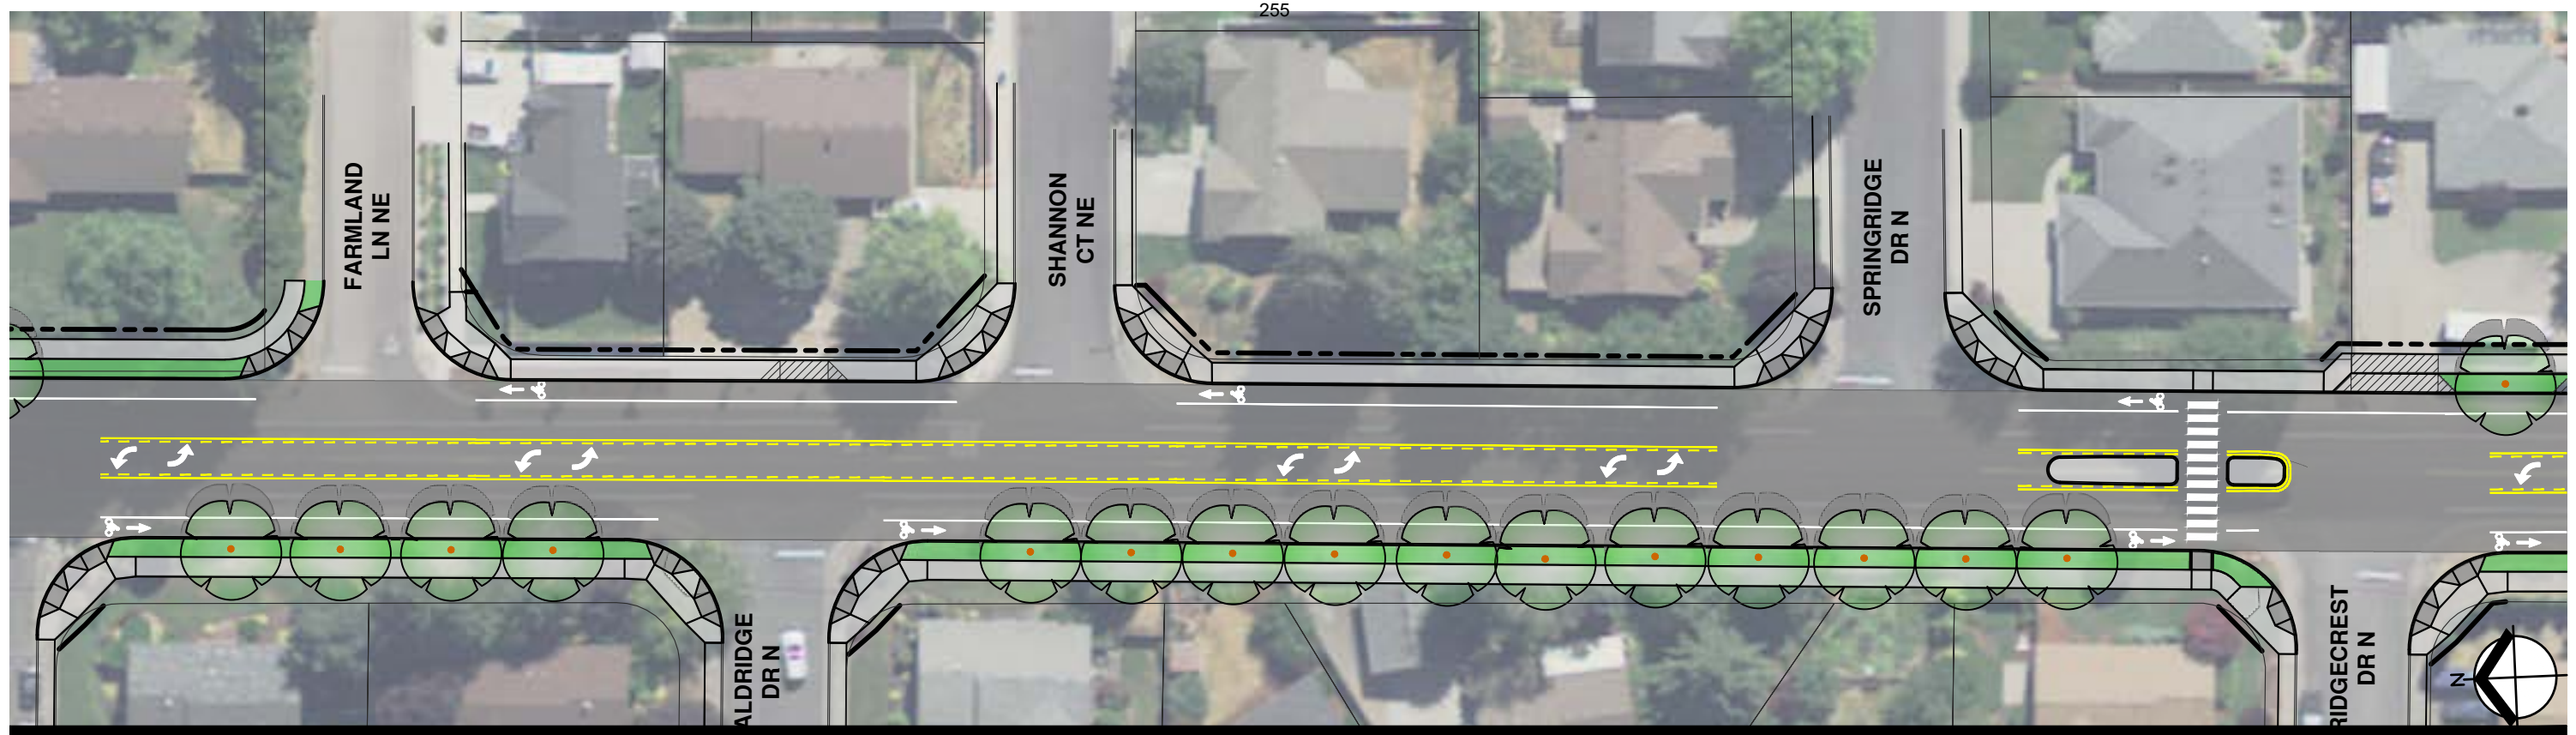 255
FARMLAND
LN NE
SHANNON
CT NE
SPRINGRIDGE
DR N
ALDRIDGE
DR N
RIDGECREST
DR N
N